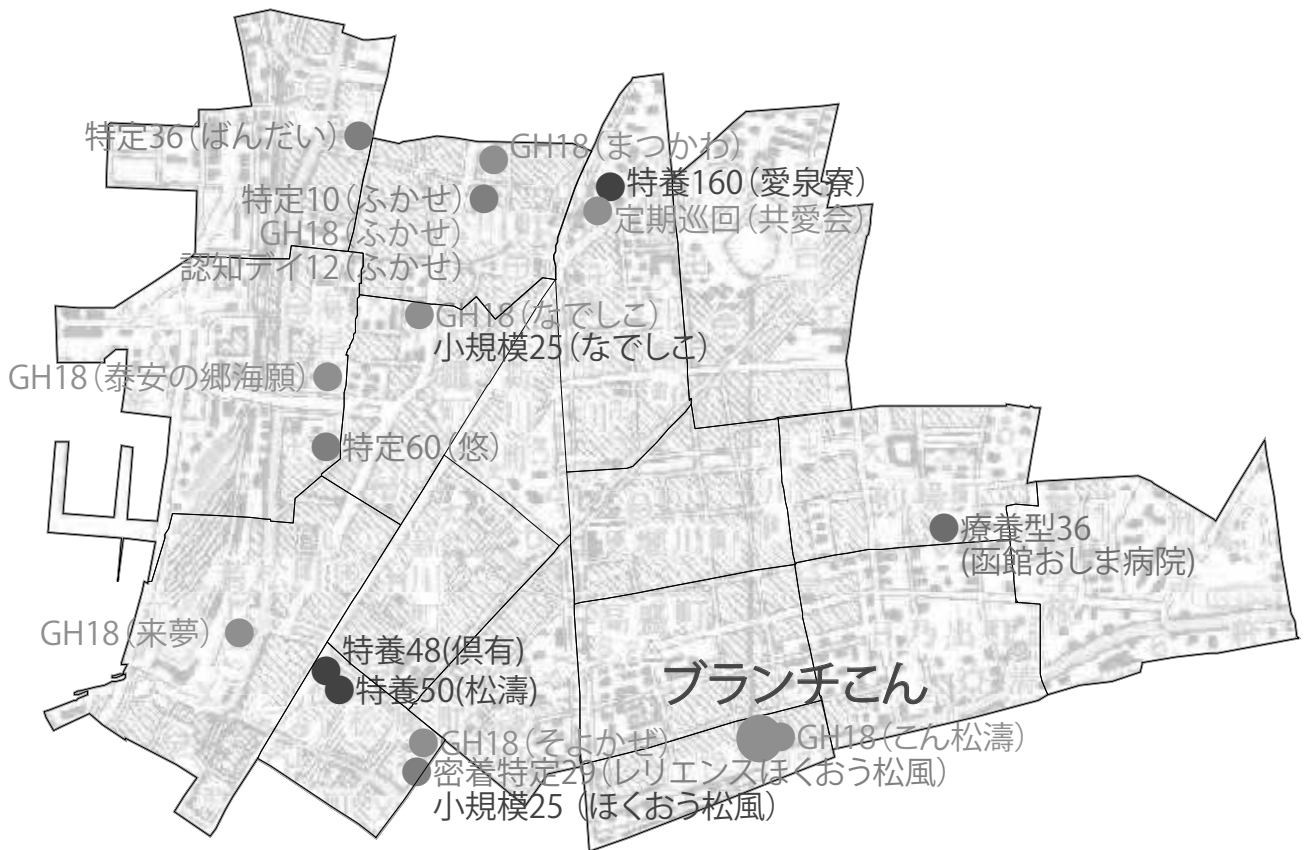 特定36（ばんだい）
GH18（まつかわ）
特養160（愛泉寮）
特定10（ふかせ）
定期巡回（共愛会）
GH18（ふかせ）
認知デイ12（ふかせ）
GH18（なでしこ）
小規模25（なでしこ）
GH18（泰安の郷海願）
特定60（悠）
療養型36
(函館おしま病院)
GH18（来夢）
特養48(倶有)
特養50(松濤)
ブランチこん
GH18（そよかぜ）
GH18（こん松濤）
密着特定29（レリエンスほくおう松風）
小規模25（ほくおう松風）